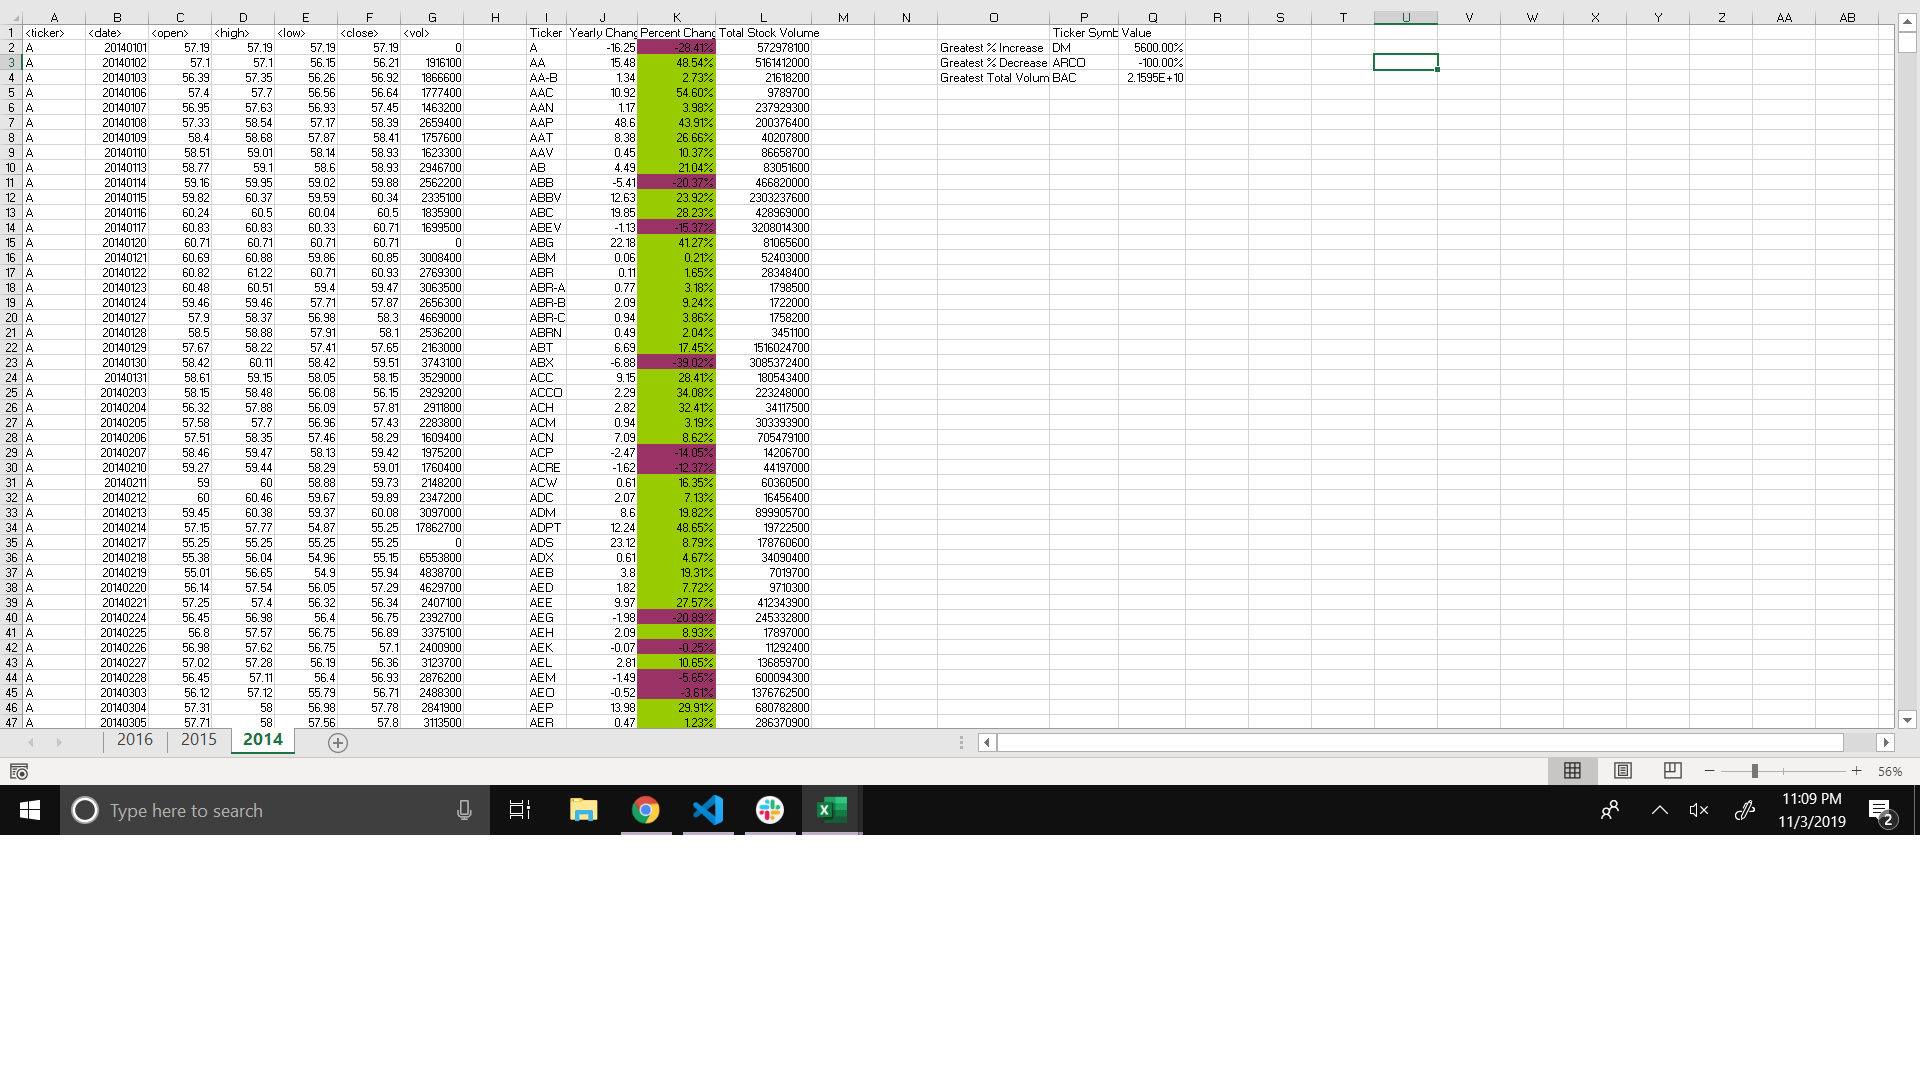 A B C D E F G H I J K L M N O P Q R S T U V W X Y Z AA AB
1 <ticker> <date> <open> <high> <low> <close> <vol> Ticker Yearly Chang Percent Chang Total Stock Volume Ticker Symb Value
2 A 20140101 57.19 57.19 57.19 57.19 0 A -16.25 -28.41% 572978100 Greatest % Increase DM 5600.00%
3 A 20140102 57.1 57.1 56.15 56.21 1916100 AA 15.48 48.54% 5161412000 Greatest % Decrease ARCO -100.00%
4 A 20140103 56.39 57.35 56.26 56.92 1866600 AA-B 1.34 2.73% 21618200 Greatest Total Volum BAC 2.1595E+10
5 A 20140106 57.4 57.7 56.56 56.64 1777400 AAC 10.92 54.60% 9789700
6 A 20140107 56.95 57.63 56.93 57.45 1463200 AAN 1.17 3.98% 237929300
7 A 20140108 57.33 58.54 57.17 58.39 2659400 AAP 48.6 43.91% 200376400
8 A 20140109 58.4 58.68 57.87 58.41 1757600 AAT 8.38 26.66% 40207800
9 A 20140110 58.51 59.01 58.14 58.93 1623300 AAV 0.45 10.37% 86658700
10 A 20140113 58.77 59.1 58.6 58.93 2946700 AB 4.49 21.04% 83051600
11 A 20140114 59.16 59.95 59.02 59.88 2562200 ABB -5.41 -20.37% 466820000
12 A 20140115 59.82 60.37 59.59 60.34 2335100 ABBV 12.63 23.92% 2303237600
13 A 20140116 60.24 60.5 60.04 60.5 1835900 ABC 19.85 28.23% 428969000
14 A 20140117 60.83 60.83 60.33 60.71 1699500 ABEV -1.13 -15.37% 3208014300
15 A 20140120 60.71 60.71 60.71 60.71 0 ABG 22.18 41.27% 81065600
16 A 20140121 60.69 60.88 59.86 60.85 3008400 ABM 0.06 0.21% 52403000
17 A 20140122 60.82 61.22 60.71 60.93 2769300 ABR 0.11 1.65% 28348400
18 A 20140123 60.48 60.51 59.4 59.47 3063500 ABR-A 0.77 3.18% 1798500
19 A 20140124 59.46 59.46 57.71 57.87 2656300 ABR-B 2.09 9.24% 1722000
20 A 20140127 57.9 58.37 56.98 58.3 4669000 ABR-C 0.94 3.86% 1758200
21 A 20140128 58.5 58.88 57.91 58.1 2536200 ABRN 0.49 2.04% 3451100
22 A 20140129 57.67 58.22 57.41 57.65 2163000 ABT 6.69 17.45% 1516024700
23 A 20140130 58.42 60.11 58.42 59.51 3743100 ABX -6.88 -39.02% 3085372400
24 A 20140131 58.61 59.15 58.05 58.15 3529000 ACC 9.15 28.41% 180543400
25 A 20140203 58.15 58.48 56.08 56.15 2929200 ACCO 2.29 34.08% 223248000
26 A 20140204 56.32 57.88 56.09 57.81 2911800 ACH 2.82 32.41% 34117500
27 A 20140205 57.58 57.7 56.96 57.43 2283800 ACM 0.94 3.19% 303393900
28 A 20140206 57.51 58.35 57.46 58.29 1609400 ACN 7.09 8.62% 705479100
29 A 20140207 58.46 59.47 58.13 59.42 1975200 ACP -2.47 -14.05% 14206700
30 A 20140210 59.27 59.44 58.29 59.01 1760400 ACRE -1.62 -12.37% 44197000
31 A 20140211 59 60 58.88 59.73 2148200 ACW 0.61 16.35% 60360500
32 A 20140212 60 60.46 59.67 59.89 2347200 ADC 2.07 7.13% 16456400
33 A 20140213 59.45 60.38 59.37 60.08 3097000 ADM 8.6 19.82% 899905700
34 A 20140214 57.15 57.77 54.87 55.25 17862700 ADPT 12.24 48.65% 19722500
35 A 20140217 55.25 55.25 55.25 55.25 0 ADS 23.12 8.79% 178760600
36 A 20140218 55.38 56.04 54.96 55.15 6553800 ADX 0.61 4.67% 34090400
37 A 20140219 55.01 56.65 54.9 55.94 4838700 AEB 3.8 19.31% 7019700
38 A 20140220 56.14 57.54 56.05 57.29 4629700 AED 1.82 7.72% 9710300
39 A 20140221 57.25 57.4 56.32 56.34 2407100 AEE 9.97 27.57% 412343900
40 A 20140224 56.45 56.98 56.4 56.75 2392700 AEG -1.98 -20.89% 245332800
41 A 20140225 56.8 57.57 56.75 56.89 3375100 AEH 2.09 8.93% 17897000
42 A 20140226 56.98 57.62 56.75 57.1 2400900 AEK -0.07 -0.25% 11292400
43 A 20140227 57.02 57.28 56.19 56.36 3123700 AEL 2.81 10.65% 136859700
44 A 20140228 56.45 57.11 56.4 56.93 2876200 AEM -1.49 -5.65% 600094300
45 A 20140303 56.12 57.12 55.79 56.71 2488300 AEO -0.52 -3.61% 1376762500
46 A 20140304 57.31 58 56.98 57.78 2841900 AEP 13.98 29.91% 680782800
47 A 20140305 57.71 58 57.56 57.8 3113500 AER 0.47 1.23% 286370900
2016 2015 2014
56%
Type here to search
11:09 PM
11/3/2019
2